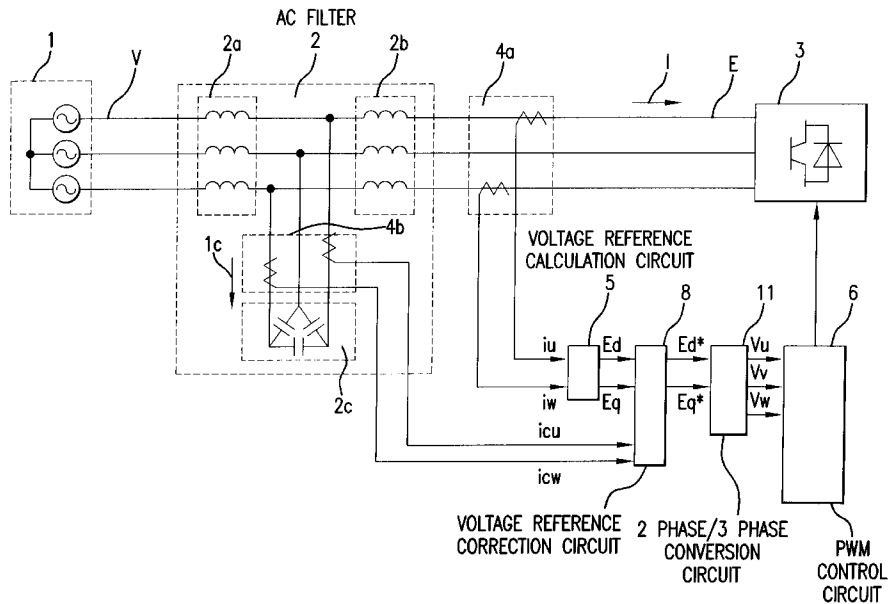 AC FILTER
1
V
2a
2
2b
4a
I
E
3
4b
1c
2c
VOLTAGE REFERENCE
CALCULATION CIRCUIT
5
8
11
6
iu
Ed
Ed*
Vu
Vv
iw
Eq
Eq*
Vw
icu
icw
VOLTAGE REFERENCE
CORRECTION CIRCUIT
2 PHASE/3 PHASE
CONVERSION
CIRCUIT
PWM
CONTROL
CIRCUIT